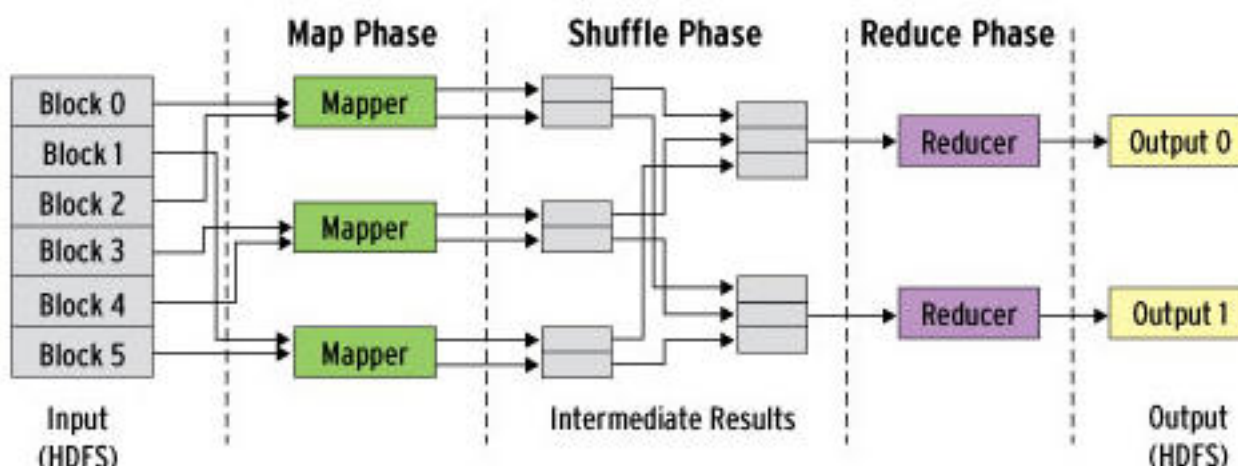 Map Phase
Shuffle Phase
Reduce Phase
Block 0
Block 1
Block 2
Block 3
Block 4
Block 5
Mapper
Mapper
Mapper
Reducer
Reducer
Output 0
Output 1
Input
(HDFS)
Intermediate Results
Output
(HDFS)